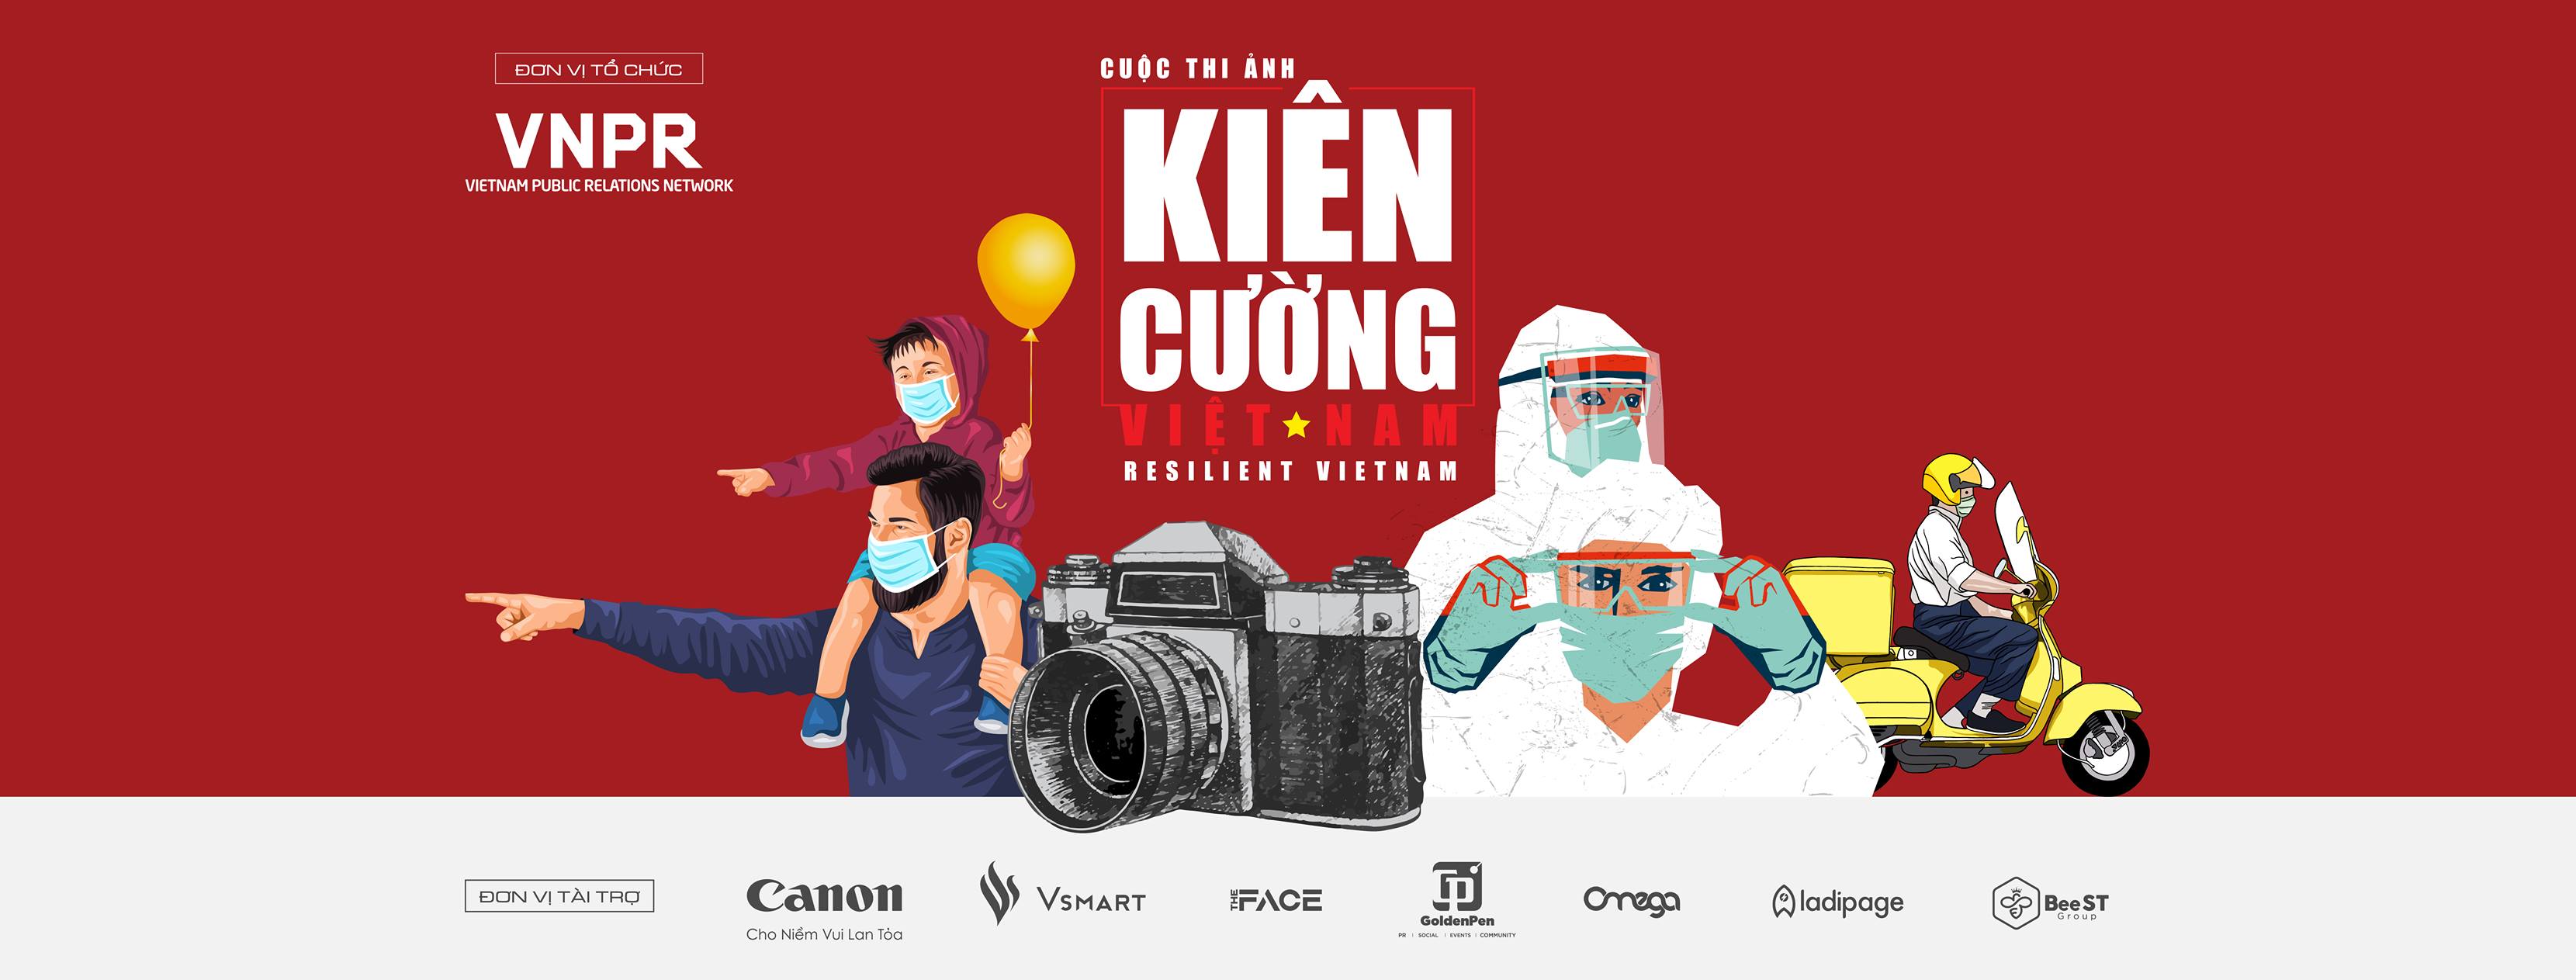 ĐƠN VỊ TỔ CHỨC
VNPR
VIETNAM PUBLIC RELATIONS NETWORK
CUỘC THI ẢNH
KIÊN
CƯỜNG
VIỆT NAM
RESILIENT VIETNAM
ĐƠN VỊ TÀI TRỢ
Canon
Cho Niềm Vui Lan Tỏa
VSMART
THE FACE
GoldenPen
PR | SOCIAL | EVENTS | COMMUNITY
Omega
ladipage
BeeST
Group